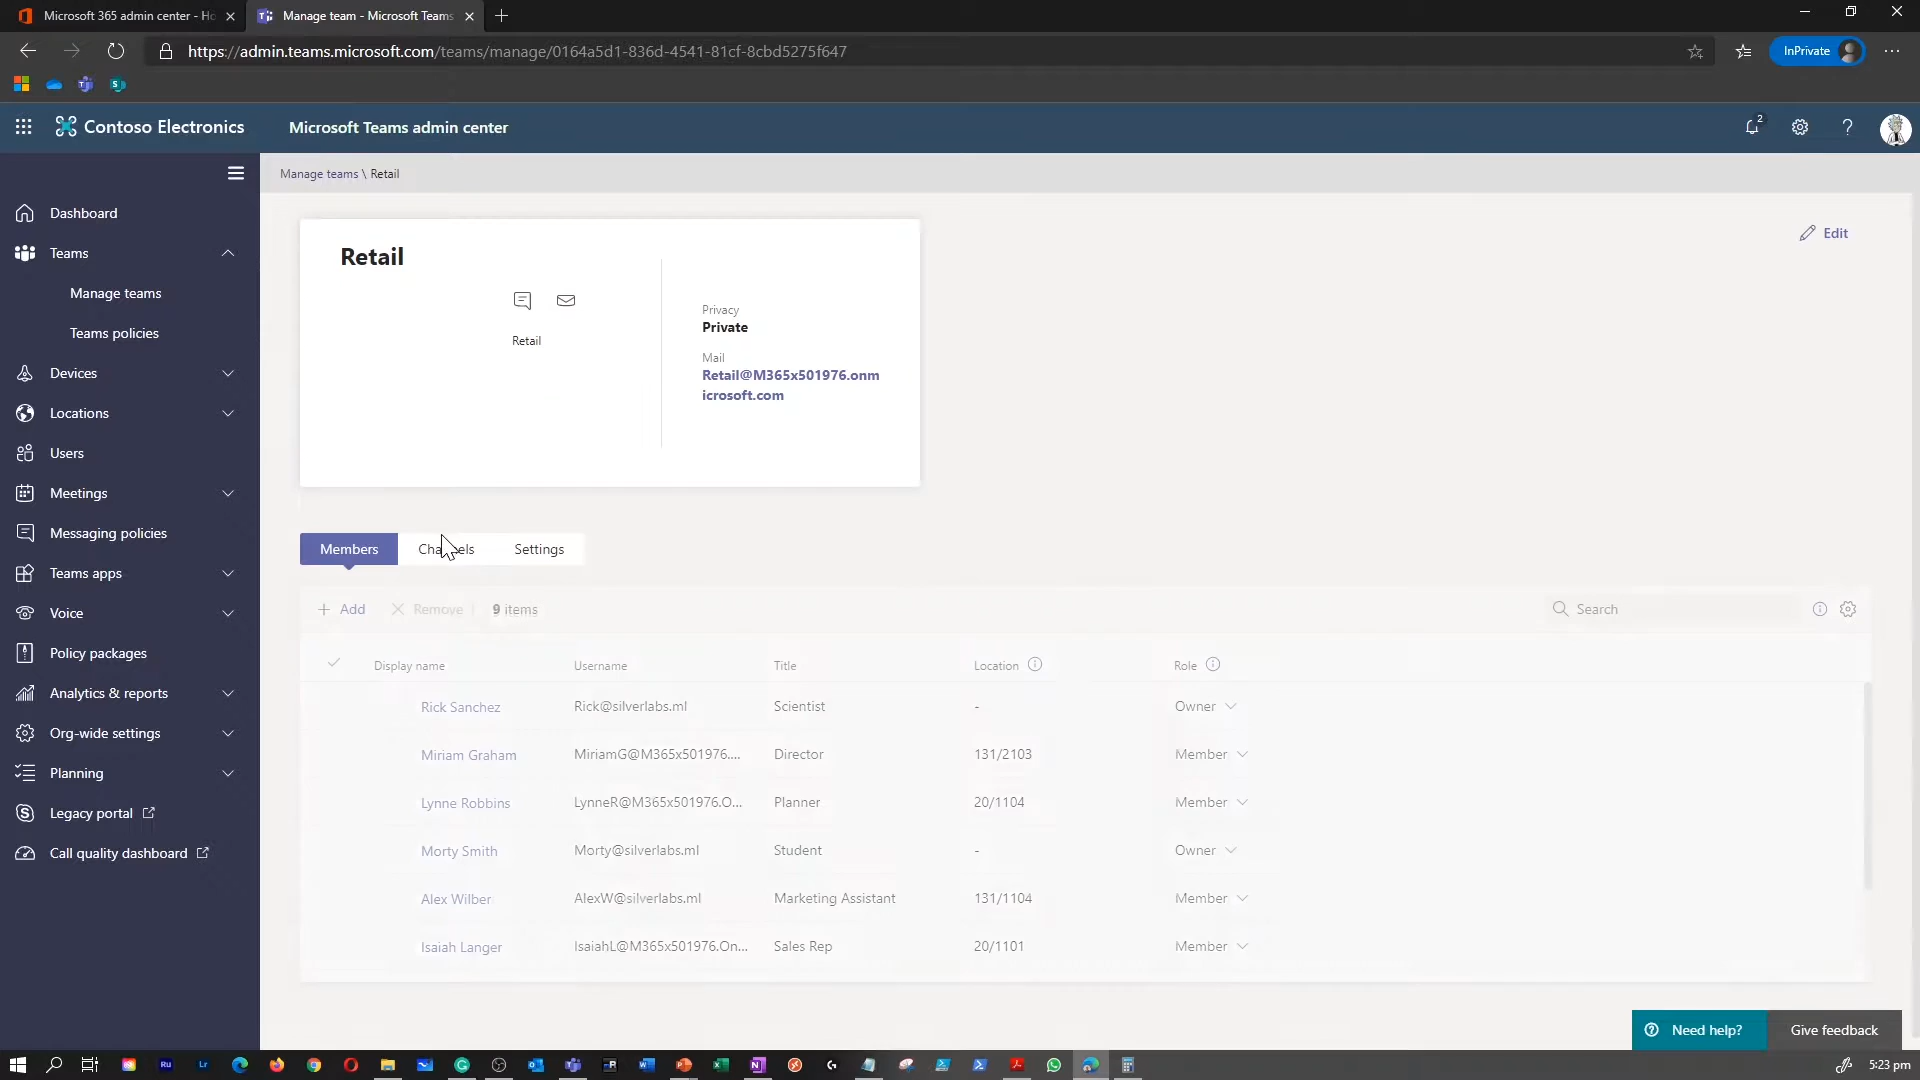 Microsoft 365 admin center - Ho
Manage team - Microsoft Teams
https://admin.teams.microsoft.com/teams/manage/0164a5d1-836d-4541-81cf-8cbd5275f647
InPrivate
Contoso Electronics
Microsoft Teams admin center
2
Dashboard
Teams
Manage teams
Teams policies
Devices
Locations
Users
Meetings
Messaging policies
Teams apps
Voice
Policy packages
Analytics & reports
Org-wide settings
Planning
Legacy portal
Call quality dashboard
Manage teams \ Retail
Edit
Retail
Retail
Privacy
Private
Mail
Retail@M365x501976.onm
icrosoft.com
Members Channels Settings
Add Remove 9 items Search
Display name Username Title Location Role
Rick Sanchez Rick@silverlabs.ml Scientist - Owner
Miriam Graham MiriamG@M365x501976.... Director 131/2103 Member
Lynne Robbins LynneR@M365x501976.O... Planner 20/1104 Member
Morty Smith Morty@silverlabs.ml Student - Owner
Alex Wilber AlexW@silverlabs.ml Marketing Assistant 131/1104 Member
Isaiah Langer IsaiahL@M365x501976.On... Sales Rep 20/1101 Member
Need help? Give feedback
Ru
Lr
5:23 pm